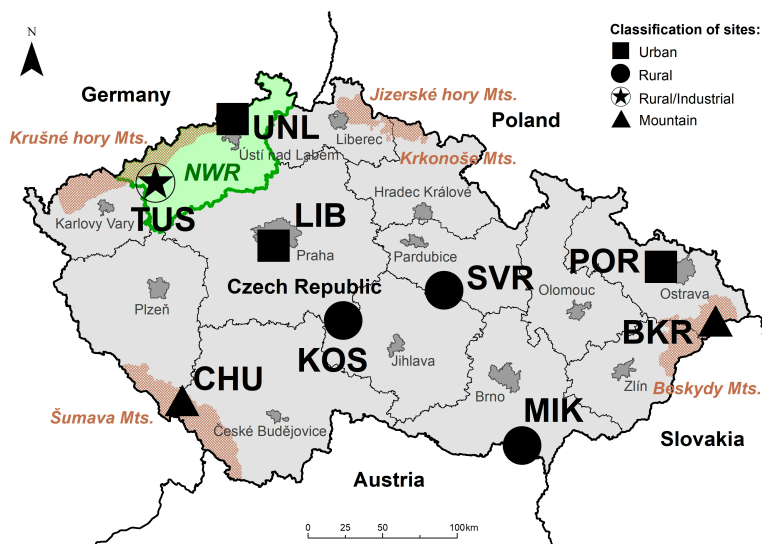 N
Classification of sites:
Urban
Rural
Rural/Industrial
Mountain
Germany
Jizerské hory Mts.
Poland
Krušné hory Mts.
UNL
Ústí nad Labem
Liberec
Krkonoše Mts.
NWR
TUS
Karlovy Vary
Hradec Králové
LIB
Praha
Pardubice
SVR
POR
Ostrava
Czech Republic
Plzeň
Olomouc
KOS
Jihlava
BKR
CHU
Brno
Zlín
Beskydy Mts.
Šumava Mts.
České Budějovice
MIK
Slovakia
Austria
0 25 50 100km